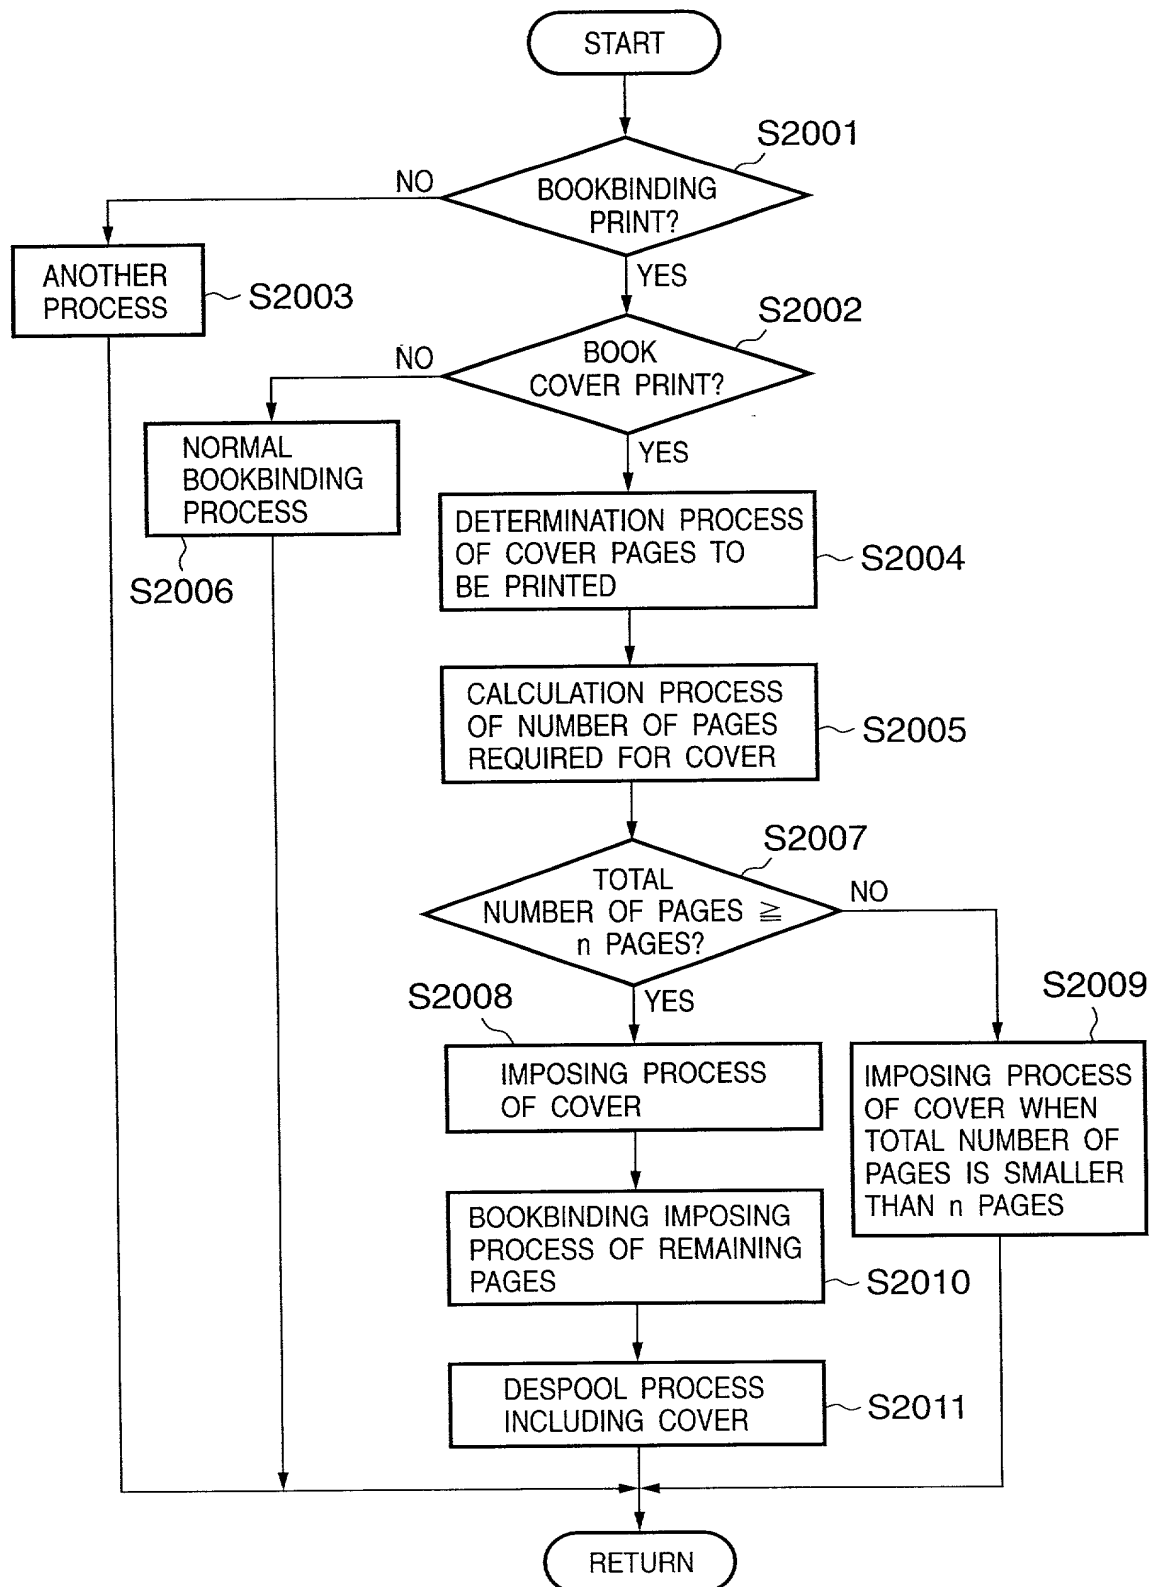 START
S2001
NO
BOOKBINDING
PRINT?
YES
ANOTHER
PROCESS
S2003
S2002
NO
BOOK
COVER PRINT?
YES
NORMAL
BOOKBINDING
PROCESS
S2006
DETERMINATION PROCESS
OF COVER PAGES TO
BE PRINTED
S2004
CALCULATION PROCESS
OF NUMBER OF PAGES
REQUIRED FOR COVER
S2005
S2007
TOTAL
NUMBER OF PAGES ≧
n PAGES?
NO
YES
S2008
S2009
IMPOSING PROCESS
OF COVER
IMPOSING PROCESS
OF COVER WHEN
TOTAL NUMBER OF
PAGES IS SMALLER
THAN n PAGES
BOOKBINDING IMPOSING
PROCESS OF REMAINING
PAGES
S2010
DESPOOL PROCESS
INCLUDING COVER
S2011
RETURN